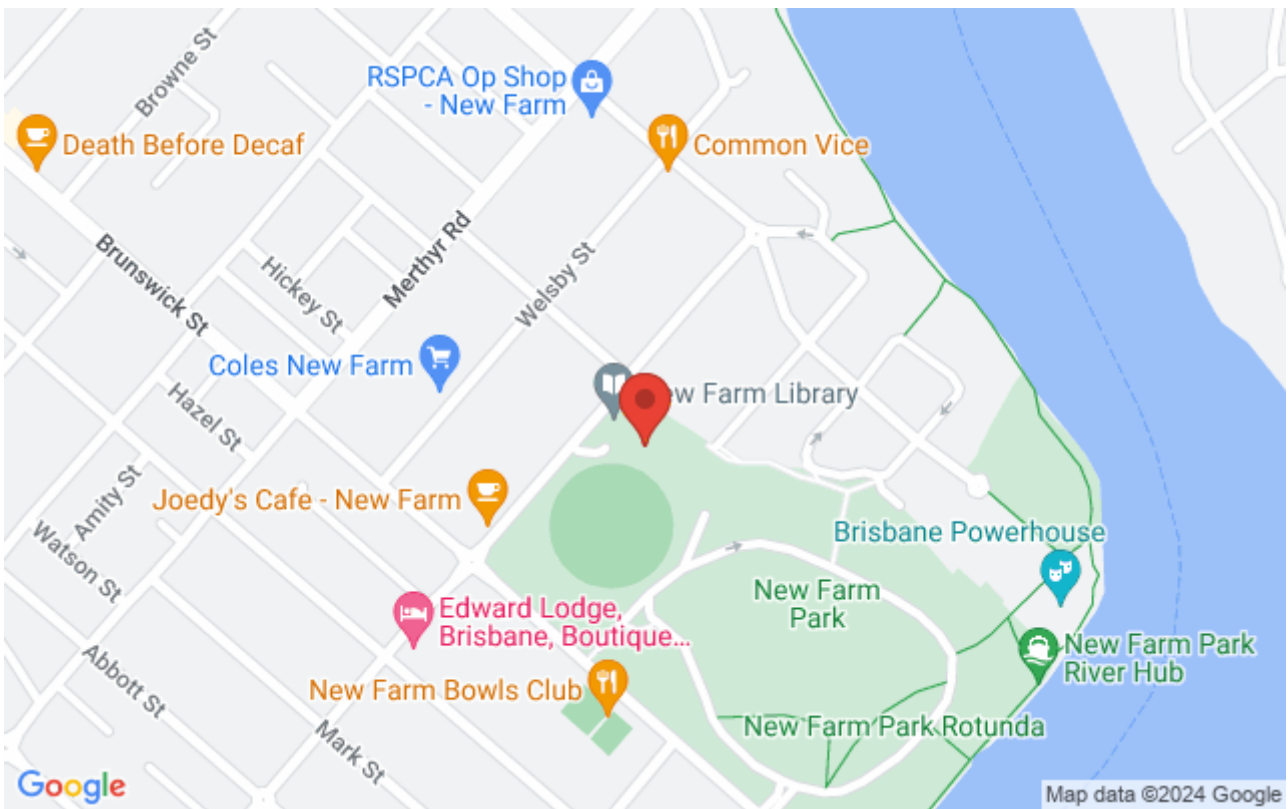 Browne St
RSPCA Op Shop
- New Farm
Death Before Decaf
Common Vice
Merthyr Rd
Brunswick St
Hickey St
Welsby St
Coles New Farm
New Farm Library
Hazel St
Amity St
Joedy's Cafe - New Farm
Watson St
Brisbane Powerhouse
New Farm
Park
Edward Lodge,
Brisbane, Boutique...
New Farm Park
River Hub
Abbott St
New Farm Bowls Club
New Farm Park Rotunda
Mark St
Google
Map data ©2024 Google